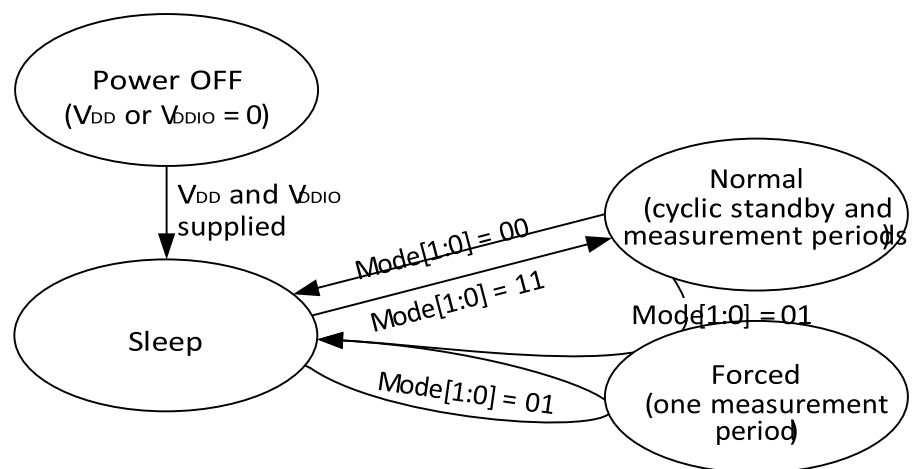 Power OFF
(VDD or VDDIO = 0)
VDD and VDDIO
supplied
Normal
(cyclic standby and
measurement periods)
Mode[1:0] = 00
Mode[1:0] = 11
Mode[1:0] = 01
Sleep
Forced
(one measurement
period)
Mode[1:0] = 01